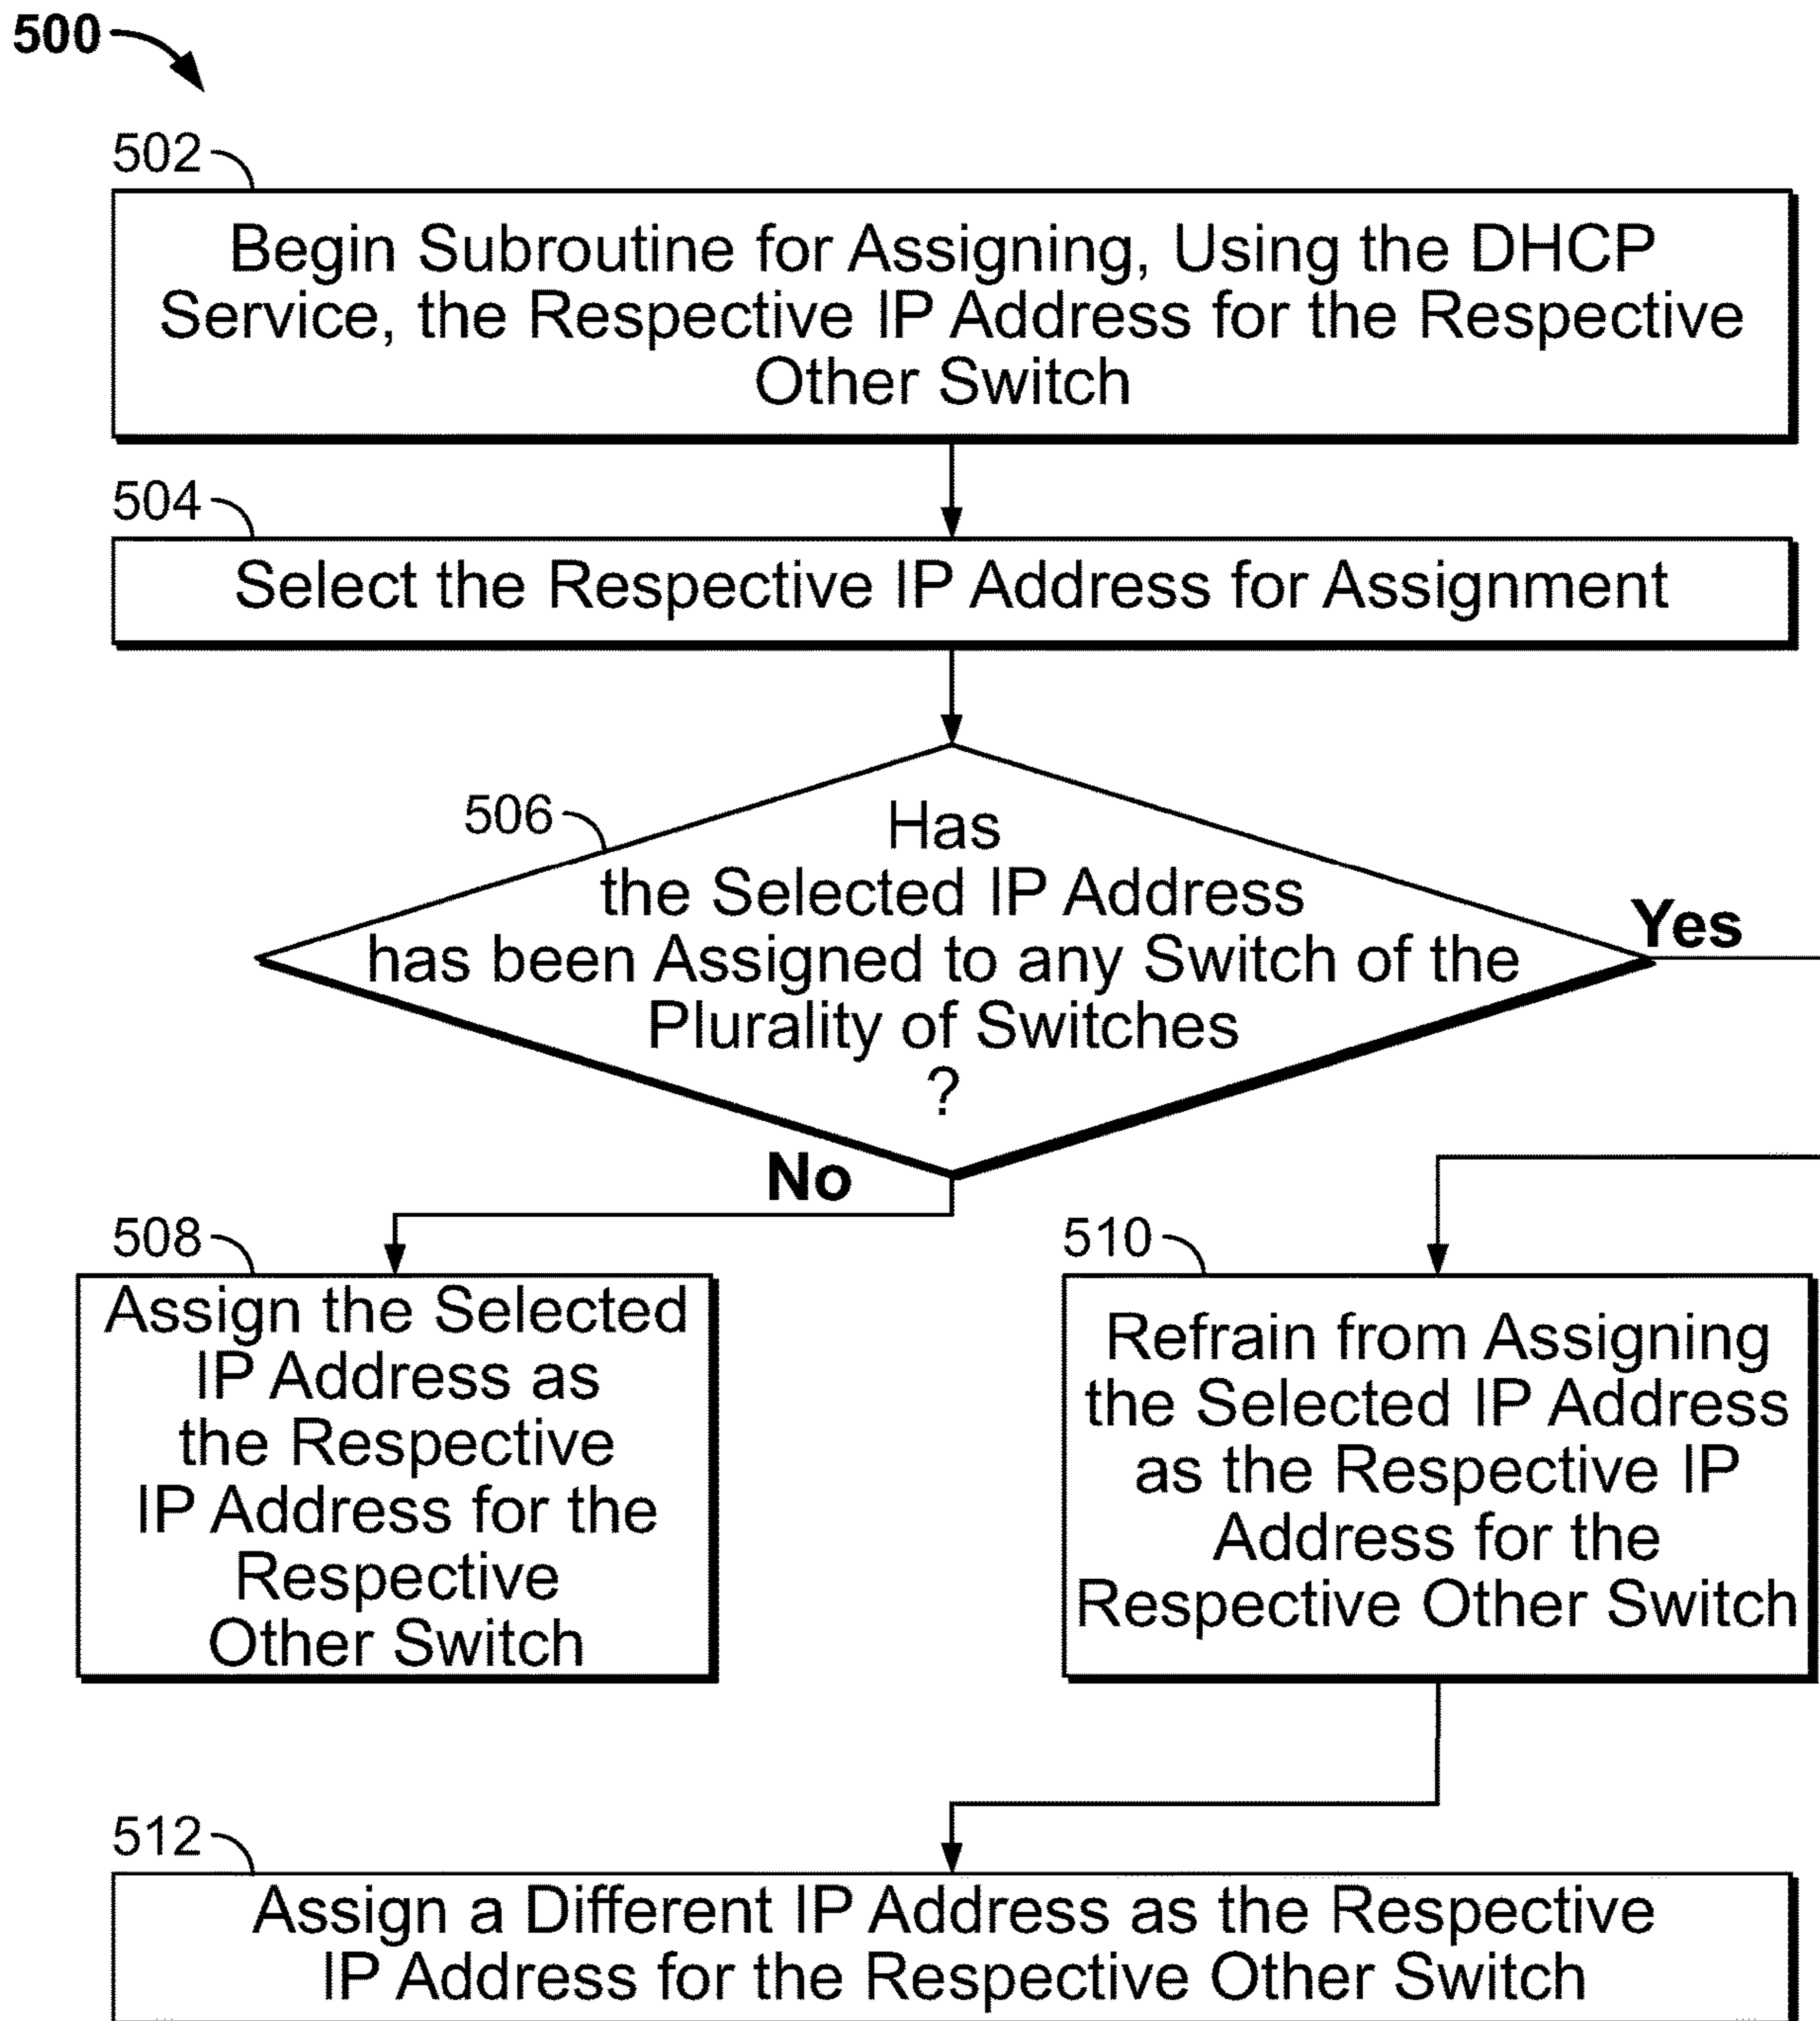 500
502
Begin Subroutine for Assigning, Using the DHCP
Service, the Respective IP Address for the Respective
Other Switch
504
Select the Respective IP Address for Assignment
506
Has
the Selected IP Address
has been Assigned to any Switch of the
Plurality of Switches
?
Yes
No
508
Assign the Selected
IP Address as
the Respective
IP Address for the
Respective
Other Switch
510
Refrain from Assigning
the Selected IP Address
as the Respective IP
Address for the
Respective Other Switch
512
Assign a Different IP Address as the Respective
IP Address for the Respective Other Switch